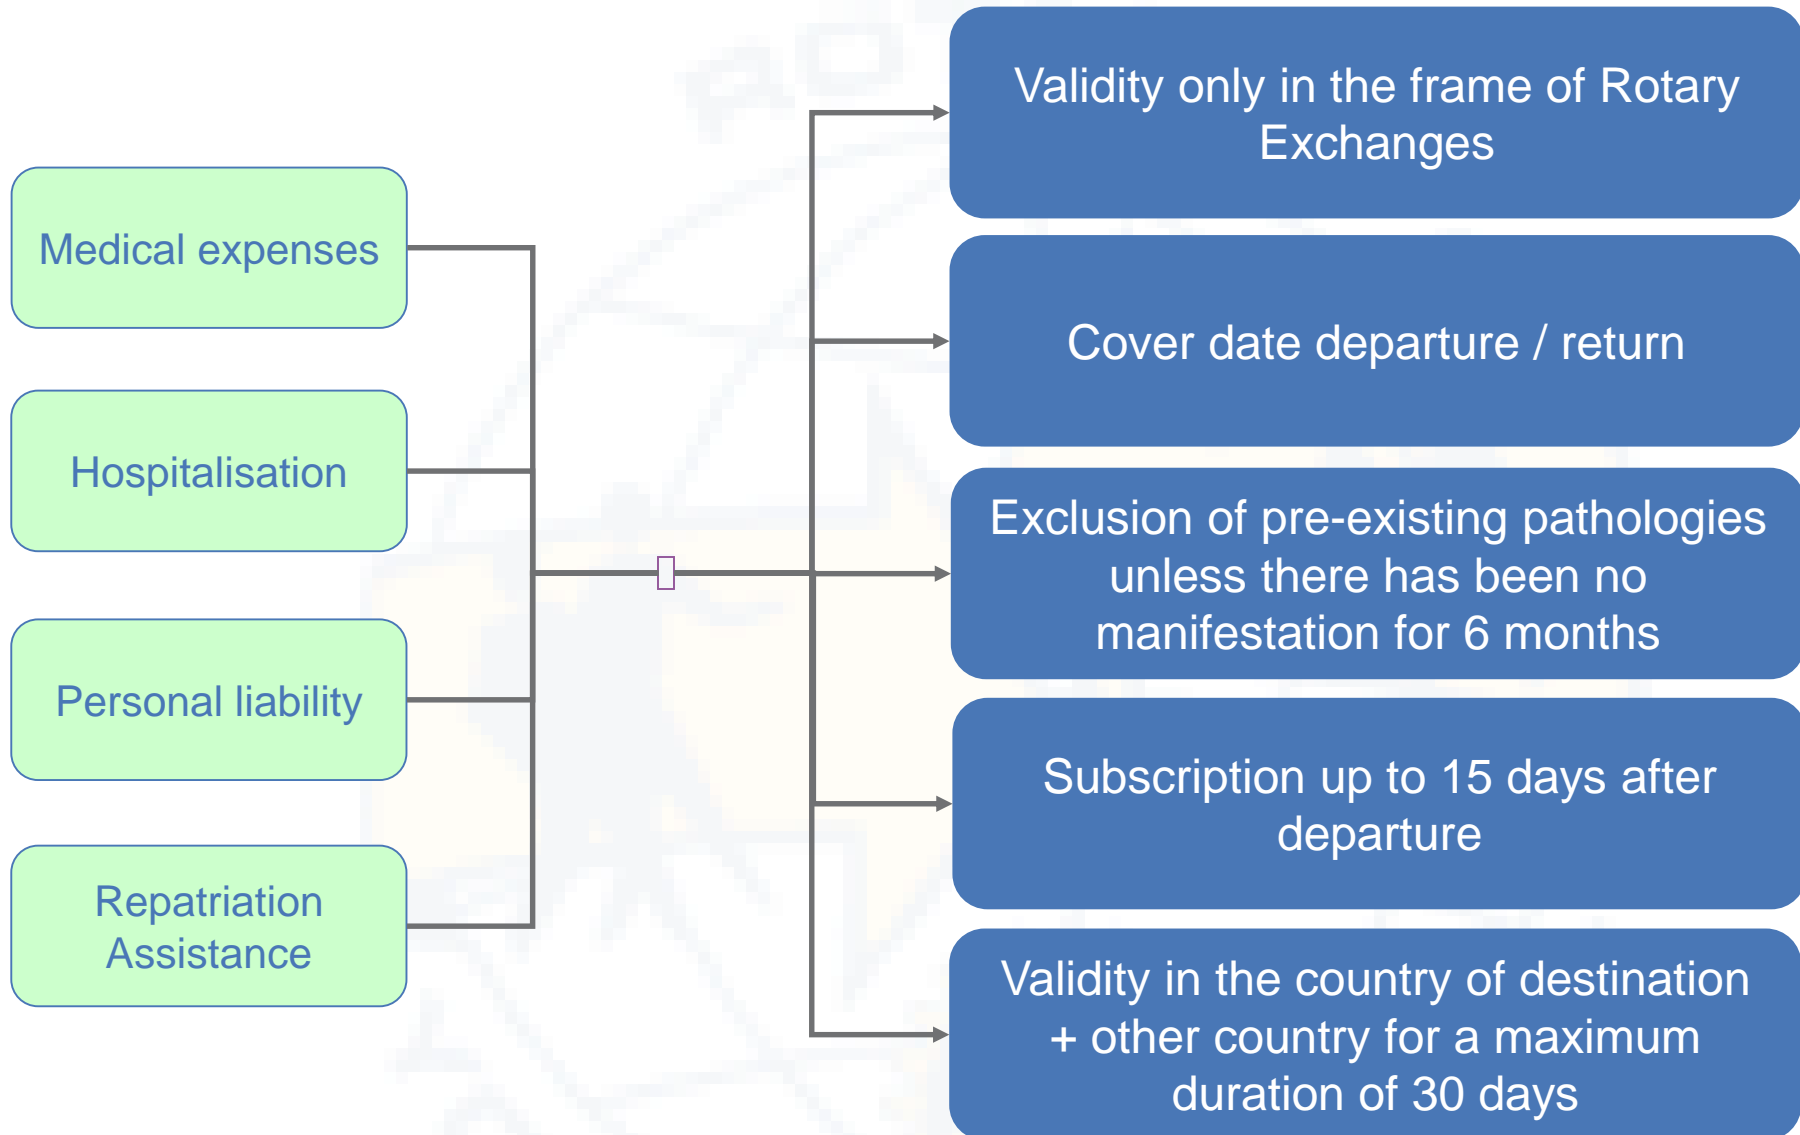 Medical expenses
Hospitalisation
Personal liability
Repatriation
Assistance
Validity only in the frame of Rotary
Exchanges
Cover date departure / return
Exclusion of pre-existing pathologies
unless there has been no
manifestation for 6 months
Subscription up to 15 days after
departure
Validity in the country of destination
+ other country for a maximum
duration of 30 days